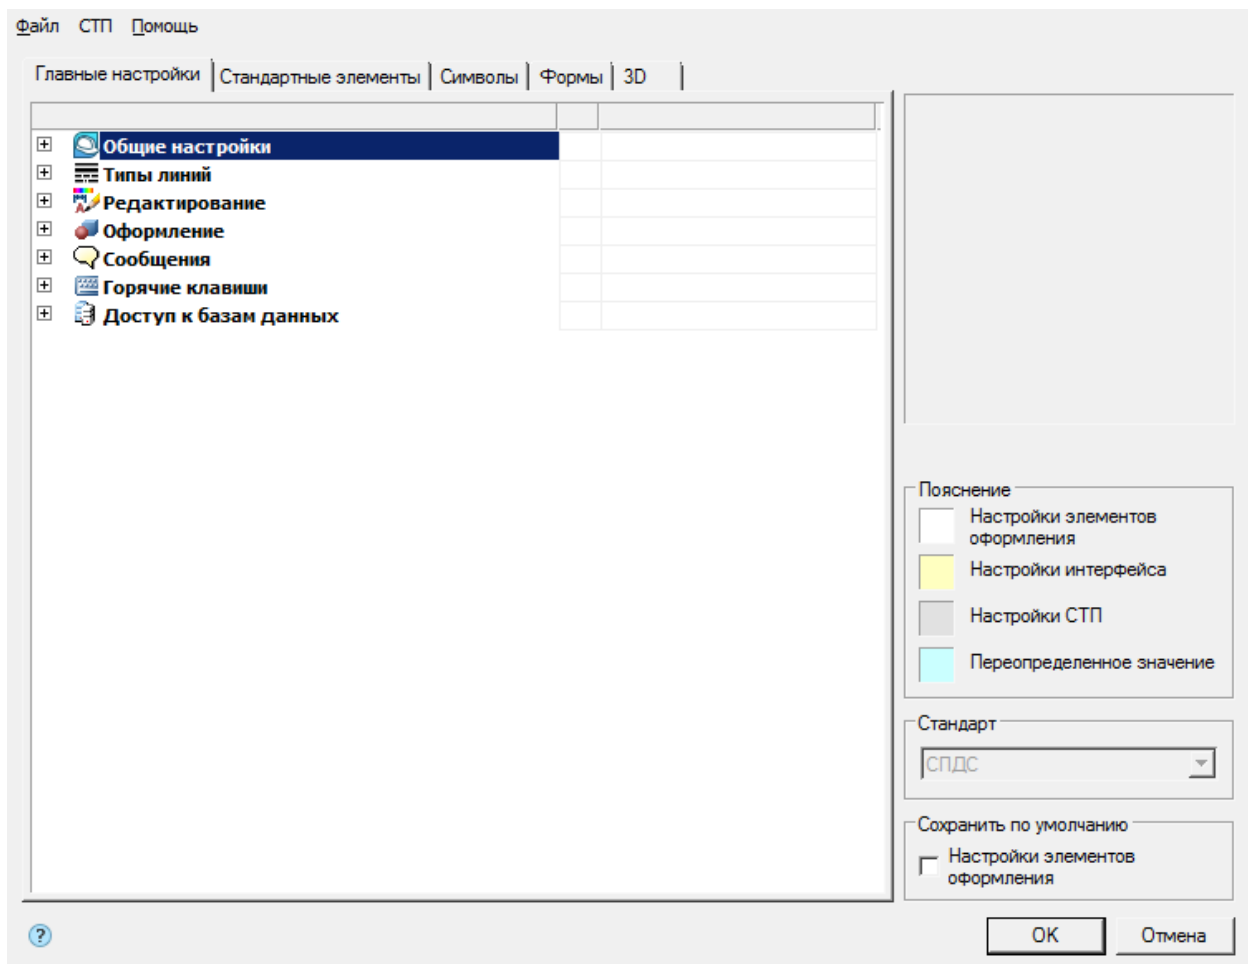 Файл СТП Помощь
Главные настройки Стандартные элементы Символы Формы 3D
Общие настройки
Типы линий
Редактирование
Оформление
Сообщения
Горячие клавиши
Доступ к базам данных
Пояснение
Настройки элементов
оформления
Настройки интерфейса
Настройки СТП
Переопределенное значение
Стандарт
СПДС
Сохранить по умолчанию
Настройки элементов
оформления
? OK Отмена